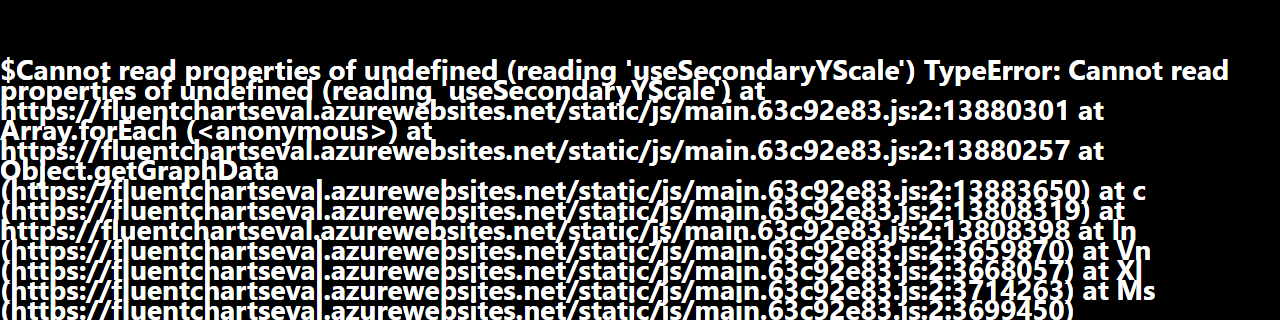 $Cannot read properties of undefined (reading 'useSecondaryYScale') TypeError: Cannot read
properties of undefined (reading 'useSecondaryYScale') at
https://fluentchartseval.azurewebsites.net/static/js/main.63c92e83.js:2:13880301 at
Array.forEach (<anonymous>) at
https://fluentchartseval.azurewebsites.net/static/js/main.63c92e83.js:2:13880257 at
Object.getGraphData
(https://fluentchartseval.azurewebsites.net/static/js/main.63c92e83.js:2:13883650) at c
(https://fluentchartseval.azurewebsites.net/static/js/main.63c92e83.js:2:13808319) at
https://fluentchartseval.azurewebsites.net/static/js/main.63c92e83.js:2:13808398 at ln
(https://fluentchartseval.azurewebsites.net/static/js/main.63c92e83.js:2:3659870) at Vn
(https://fluentchartseval.azurewebsites.net/static/js/main.63c92e83.js:2:3668057) at Xl
(https://fluentchartseval.azurewebsites.net/static/js/main.63c92e83.js:2:3714263) at Ms
(https://fluentchartseval.azurewebsites.net/static/js/main.63c92e83.js:2:3699450)